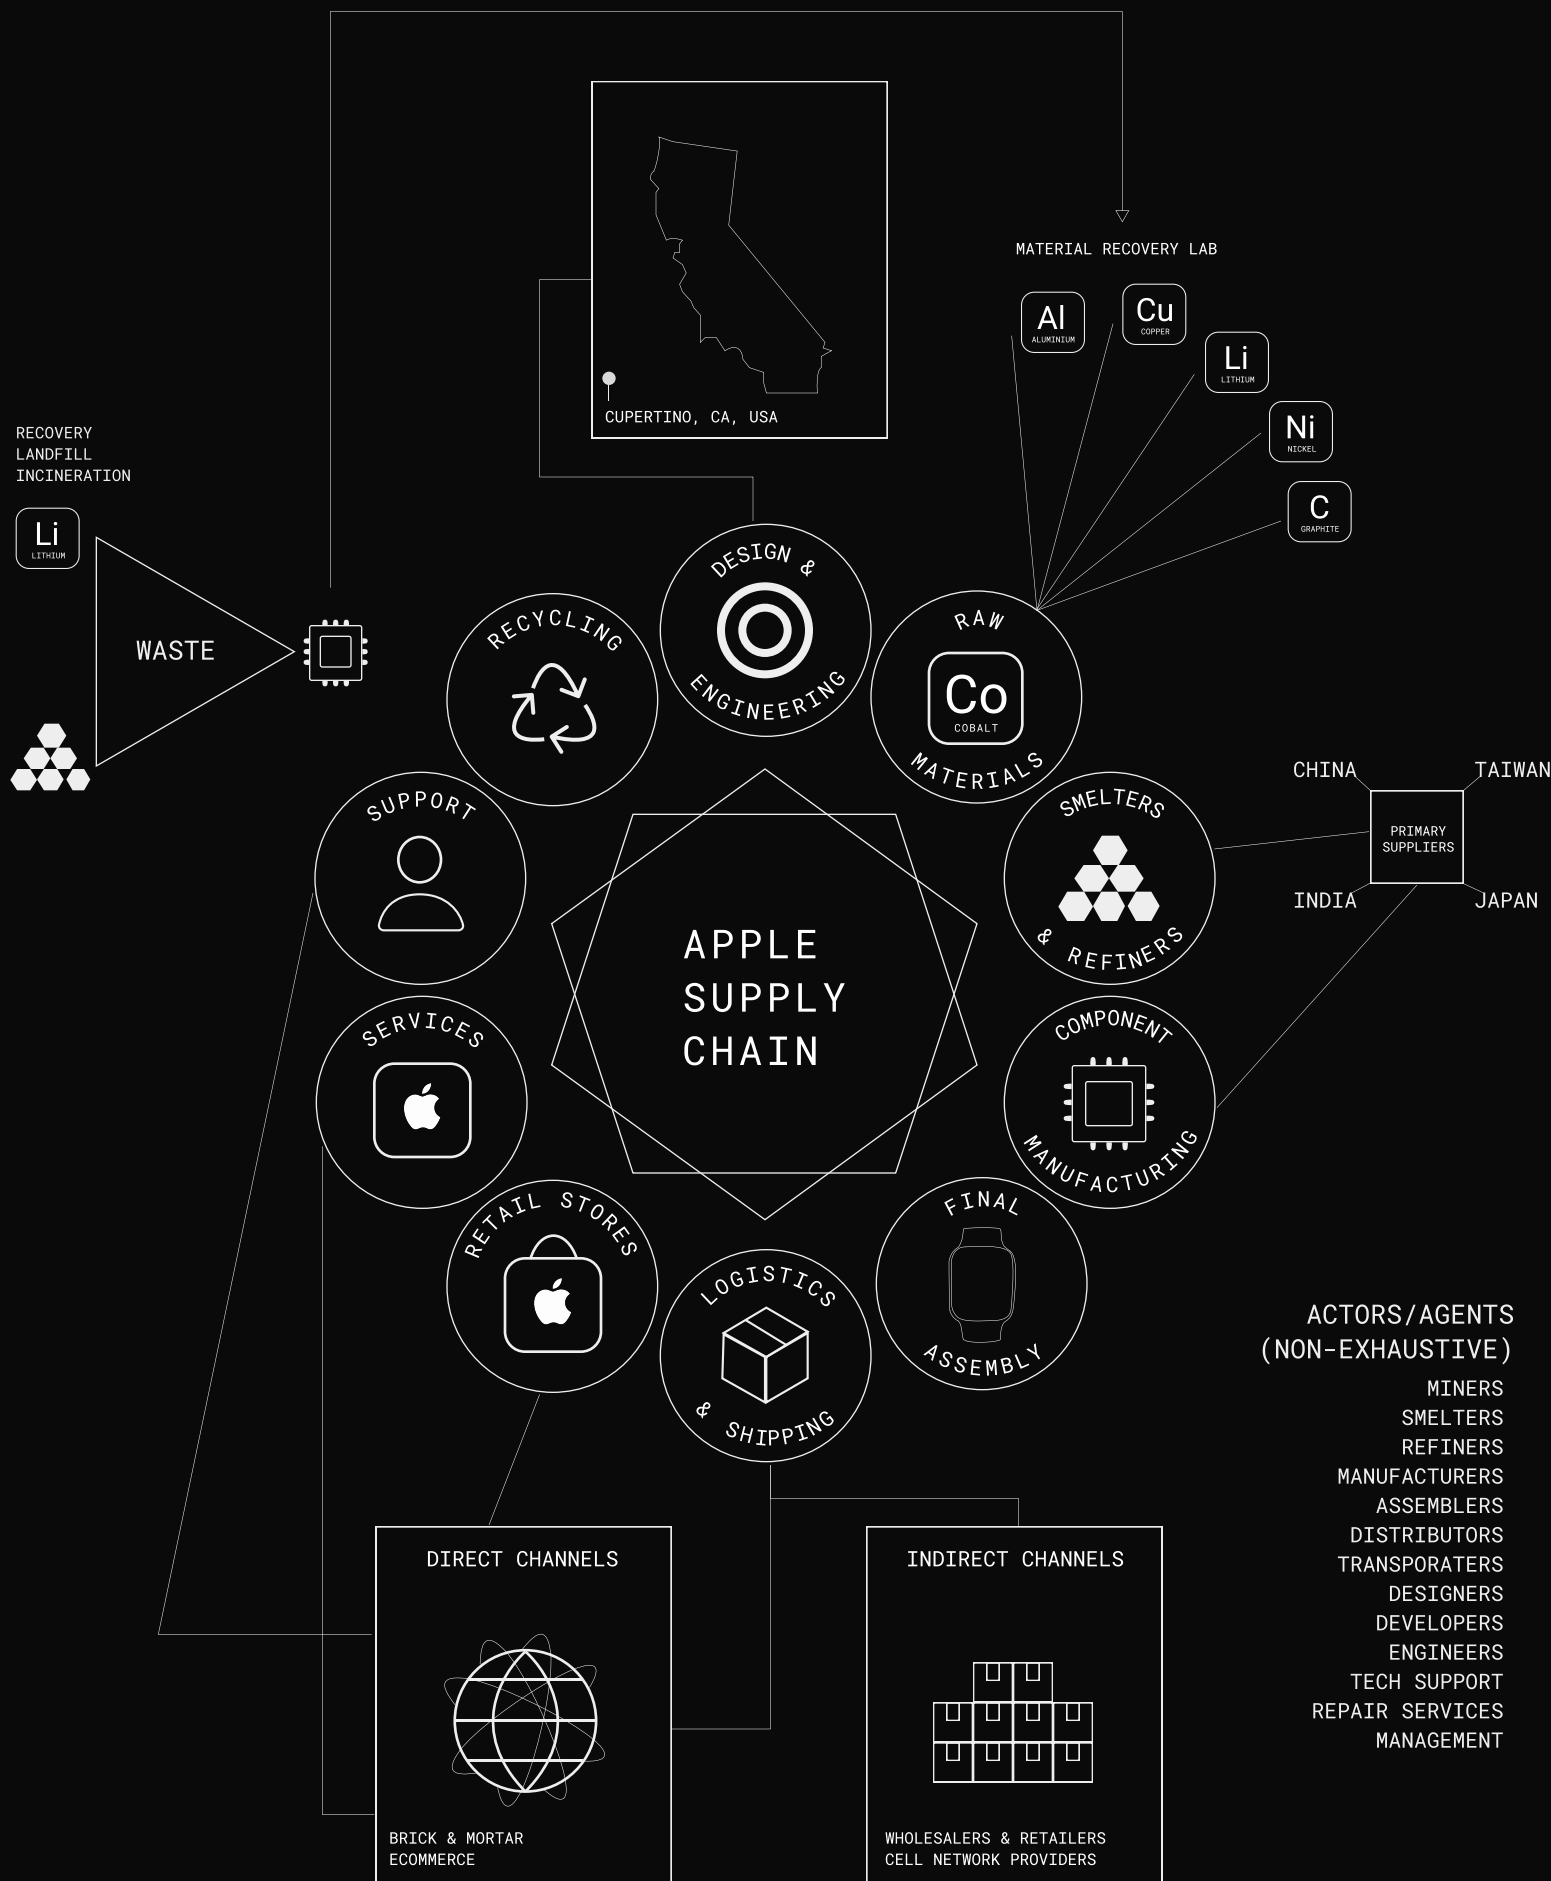 CUPERTINO, CA, USA
MATERIAL RECOVERY LAB
Al
ALUMINIUM
Cu
COPPER
Li
LITHIUM
Ni
NICKEL
C
GRAPHITE
RECOVERY
LANDFILL
INCINERATION
Li
LITHIUM
WASTE
DESIGN &
ENGINEERING
RAW
Co
COBALT
MATERIALS
SMELTERS
& REFINERS
CHINA
TAIWAN
PRIMARY
SUPPLIERS
INDIA
JAPAN
COMPONENT
MANUFACTURING
FINAL
ASSEMBLY
LOGISTICS
& SHIPPING
RETAIL STORES
SERVICES
SUPPORT
RECYCLING
APPLE
SUPPLY
CHAIN
DIRECT CHANNELS
BRICK & MORTAR
ECOMMERCE
INDIRECT CHANNELS
WHOLESALERS & RETAILERS
CELL NETWORK PROVIDERS
ACTORS/AGENTS
(NON-EXHAUSTIVE)
MINERS
SMELTERS
REFINERS
MANUFACTURERS
ASSEMBLERS
DISTRIBUTORS
TRANSPORATERS
DESIGNERS
DEVELOPERS
ENGINEERS
TECH SUPPORT
REPAIR SERVICES
MANAGEMENT